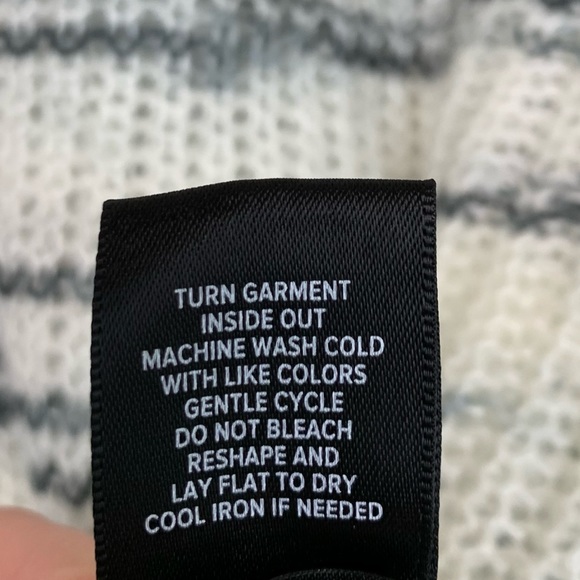 TURN GARMENT
INSIDE OUT
MACHINE WASH COLD
WITH LIKE COLORS
GENTLE CYCLE
DO NOT BLEACH
RESHAPE AND
LAY FLAT TO DRY
COOL IRON IF NEEDED